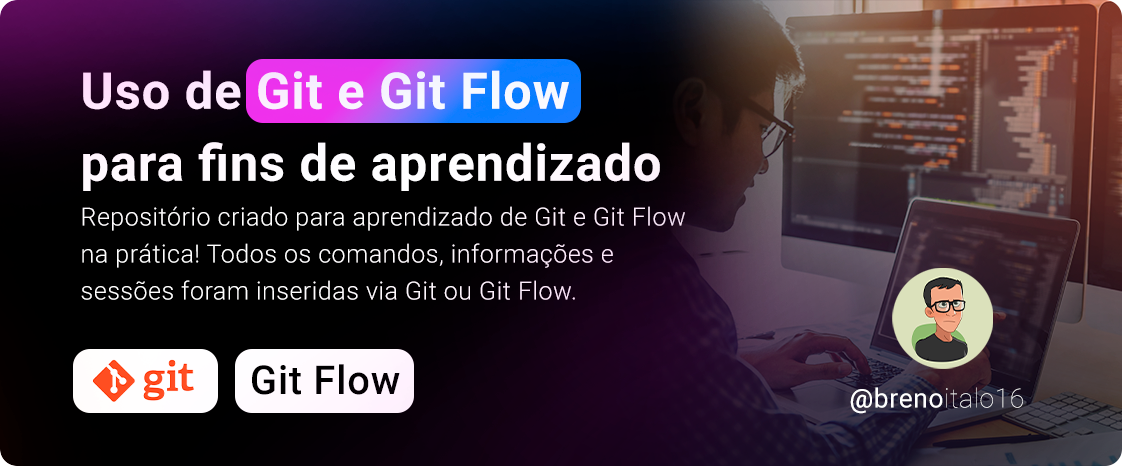 Uso de Git e Git Flow
para fins de aprendizado
Repositório criado para aprendizado de Git e Git Flow
na prática! Todos os comandos, informações e
sessões foram inseridas via Git ou Git Flow.
git
Git Flow
@brenoitalo16